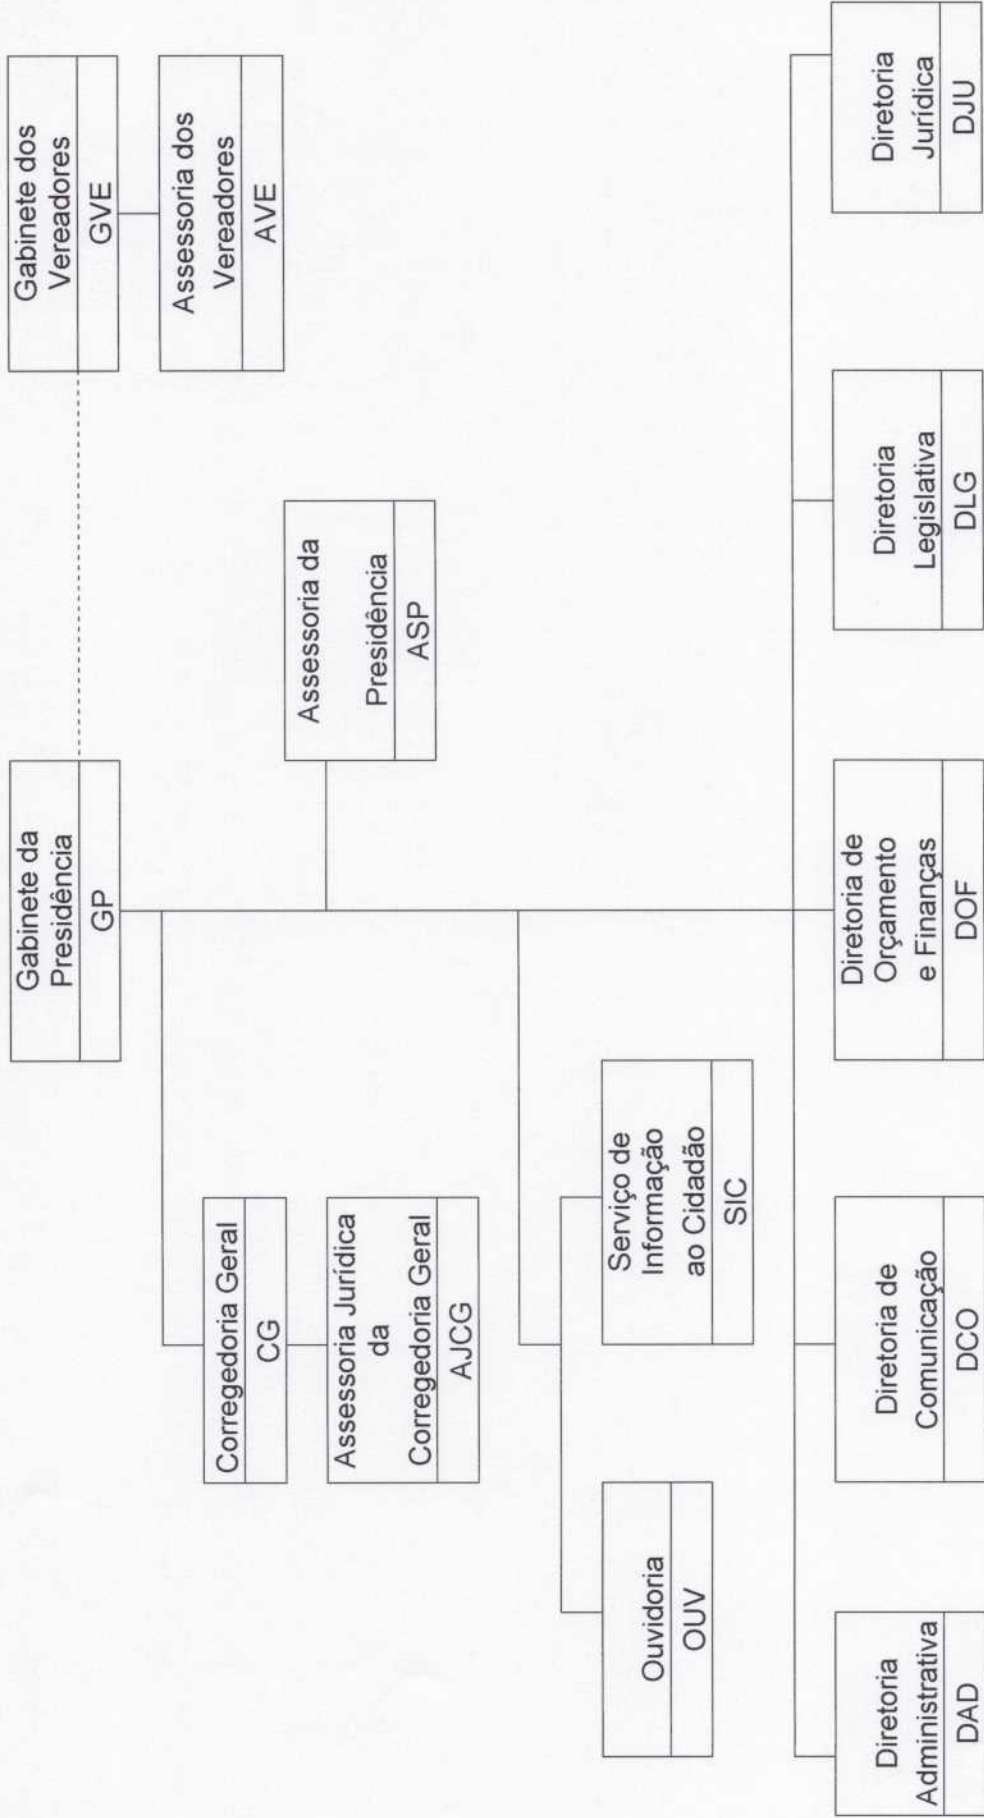 Gabinete da
Presidência
GP
Gabinete dos
Vereadores
GVE
Assessoria dos
Vereadores
AVE
Corregedoria Geral
CG
Assessoria Jurídica
da
Corregedoria Geral
AJCG
Assessoria da
Presidência
ASP
Ouvidoria
OUV
Serviço de
Informação
ao Cidadão
SIC
Diretoria
Administrativa
DAD
Diretoria de
Comunicação
DCO
Diretoria de
Orçamento
e Finanças
DOF
Diretoria
Legislativa
DLG
Diretoria
Jurídica
DJU